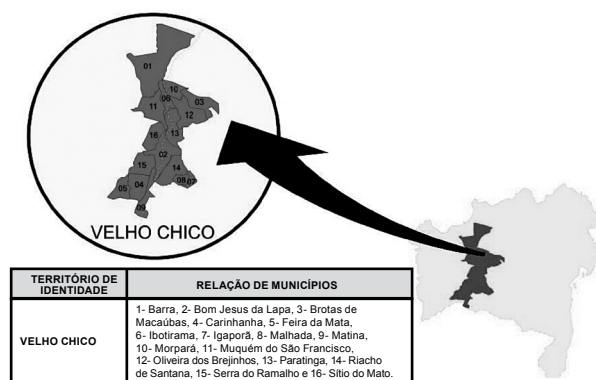 01
10
06
03
11
12
16
13
02
15
14
05
04
08
07
09
VELHO CHICO
TERRITÓRIO DE IDENTIDADE
RELAÇÃO DE MUNICÍPIOS
VELHO CHICO
1- Barra, 2- Bom Jesus da Lapa, 3- Brotas de
Macaúbas, 4- Carinhanha, 5- Feira da Mata,
6- Ibotirama, 7- Igaporã, 8- Malhada, 9- Matina,
10- Morpará, 11- Muquém do São Francisco,
12- Oliveira dos Brejinhos, 13- Paratinga, 14- Riacho
de Santana, 15- Serra do Ramalho e 16- Sítio do Mato.